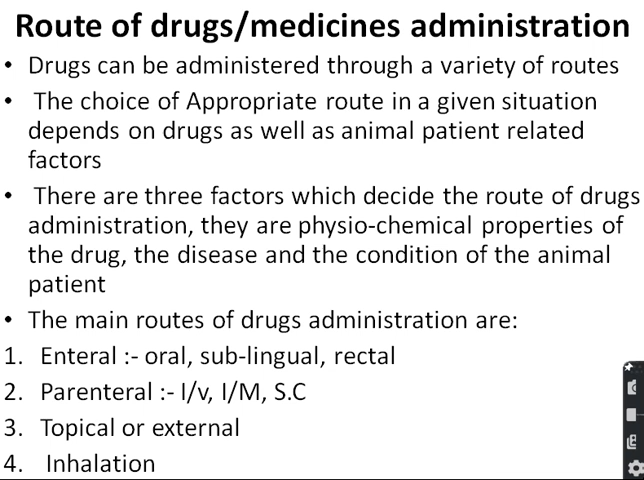 Route of drugs/medicines administration
• Drugs can be administered through a variety of routes
• The choice of Appropriate route in a given situation
depends on drugs as well as animal patient related
factors
• There are three factors which decide the route of drugs
administration, they are physio-chemical properties of
the drug, the disease and the condition of the animal
patient
• The main routes of drugs administration are:
1. Enteral :- oral, sub-lingual, rectal
2. Parenteral :- I/v, I/M, S.C
3. Topical or external
4. Inhalation